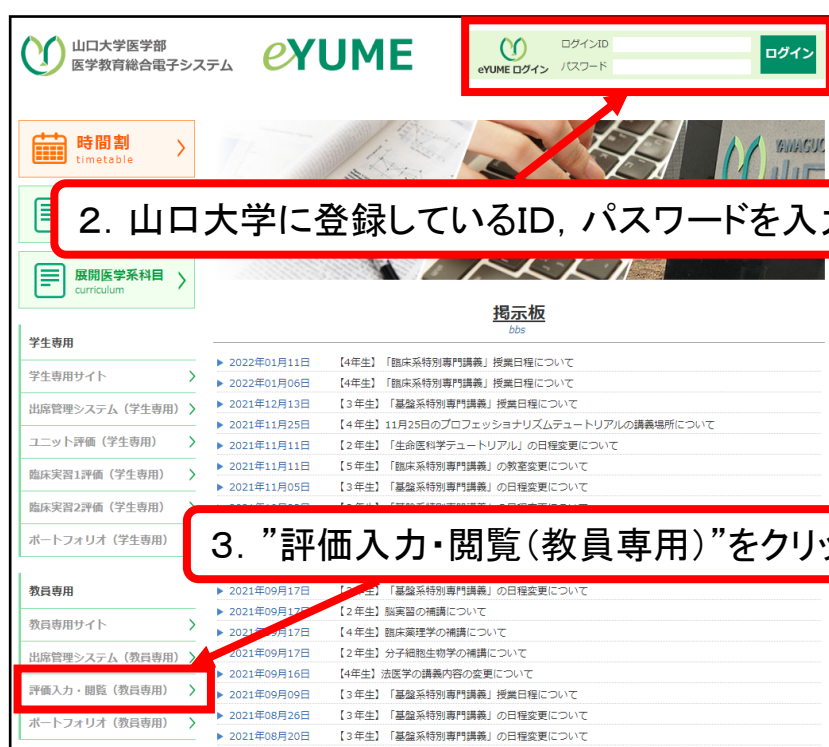 山口大学医学部
医学教育総合電子システム
eYUME
eYUME ログイン
ログインID
パスワード
ログイン
時間割
timetable
YAMAGUC
2．山口大学に登録しているID，パスワードを入
展開医学系科目
curriculum
掲示板
bbs
学生専用
学生専用サイト
出席管理システム（学生専用）
ユニット評価（学生専用）
臨床実習1評価（学生専用）
臨床実習2評価（学生専用）
ポートフォリオ（学生専用）
2022年01月11日 【4年生】「臨床系特別専門講義」授業日程について
2022年01月06日 【4年生】「臨床系特別専門講義」授業日程について
2021年12月13日 【３年生】「基盤系特別専門講義」授業日程について
2021年11月25日 【４年生】11月25日のプロフェッショナリズムテュートリアルの講義場所について
2021年11月11日 【２年生】「生命医科学テュートリアル」の日程変更について
2021年11月11日 【５年生】「臨床系特別専門講義」の教室変更について
2021年11月05日 【３年生】「基盤系特別専門講義」の日程変更について
3．”評価入力・閲覧（教員専用）”をクリッ
教員専用
教員専用サイト
出席管理システム（教員専用）
評価入力・閲覧（教員専用）
ポートフォリオ（教員専用）
2021年09月17日 「基盤系特別専門講義」の日程変更について
2021年09月17日 【２年生】脳実習の補講について
2021年09月17日 【４年生】臨床薬理学の補講について
2021年09月17日 【２年生】分子細胞生物学の補講について
2021年09月16日 【4年生】法医学の講義内容の変更について
2021年09月09日 【３年生】「基盤系特別専門講義」授業日程について
2021年08月26日 【３年生】「基盤系特別専門講義」の日程変更について
2021年08月20日 【３年生】「基盤系特別専門講義」の日程変更について